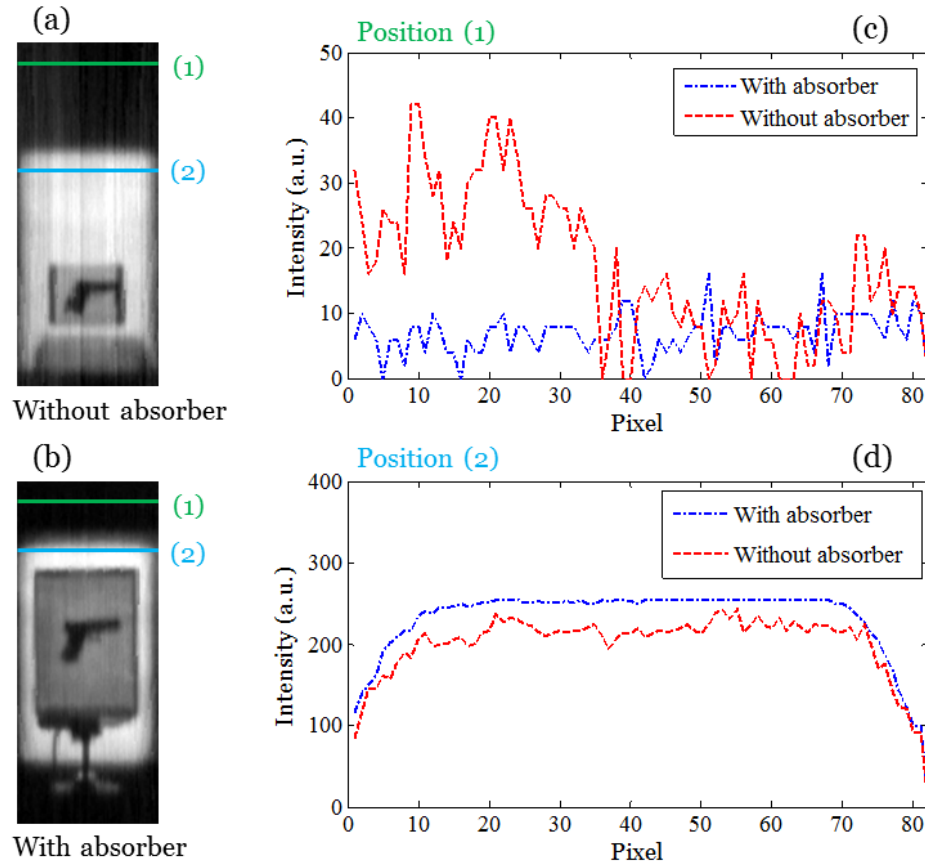 (a)
(1)
(2)
Without absorber
(b)
(1)
(2)
With absorber
Position (1)
(c)
With absorber
Without absorber
50
40
30
20
10
0
Intensity (a.u.)
0 10 20 30 40 50 60 70 80
Pixel
Position (2)
(d)
With absorber
Without absorber
400
300
200
100
0
Intensity (a.u.)
0 10 20 30 40 50 60 70 80
Pixel